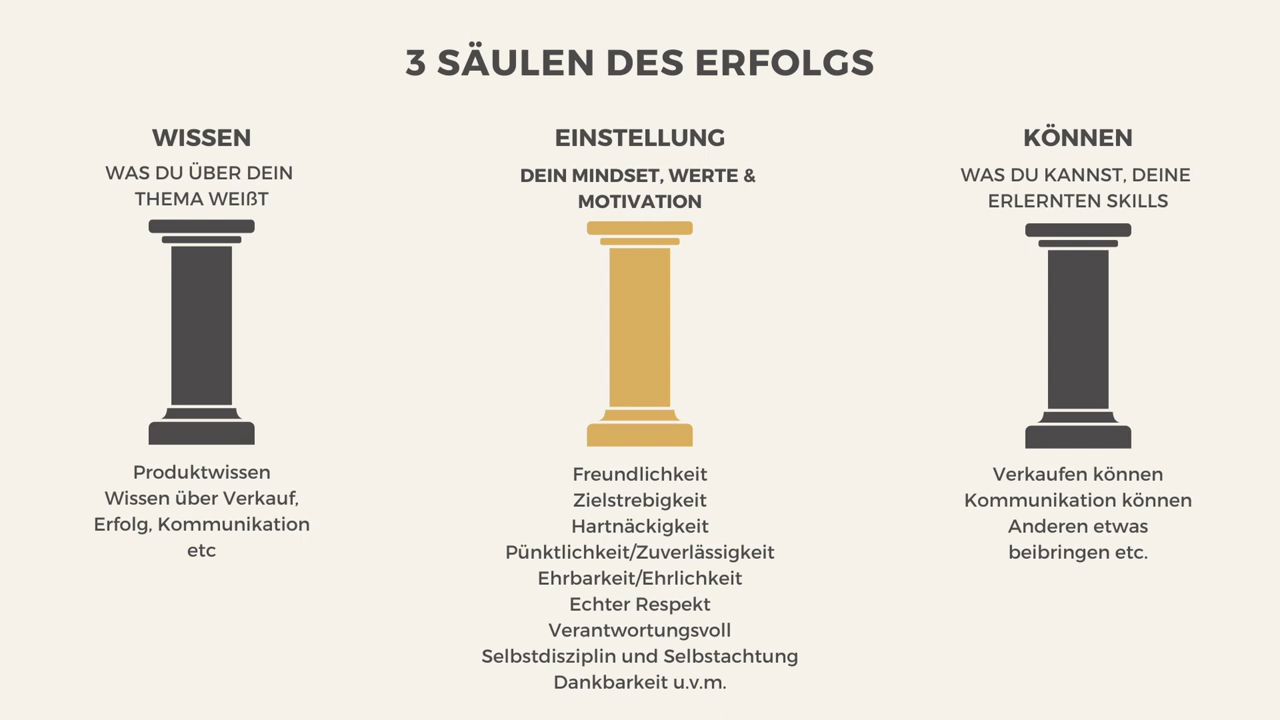 3 SÄULEN DES ERFOLGS
WISSEN
WAS DU ÜBER DEIN
THEMA WEIßT
Produktwissen
Wissen über Verkauf,
Erfolg, Kommunikation
etc
EINSTELLUNG
DEIN MINDSET, WERTE &
MOTIVATION
Freundlichkeit
Zielstrebigkeit
Hartnäckigkeit
Pünktlichkeit/Zuverlässigkeit
Ehrbarkeit/Ehrlichkeit
Echter Respekt
Verantwortungsvoll
Selbstdisziplin und Selbstachtung
Dankbarkeit u.v.m.
KÖNNEN
WAS DU KANNST, DEINE
ERLERNTEN SKILLS
Verkaufen können
Kommunikation können
Anderen etwas
beibringen etc.